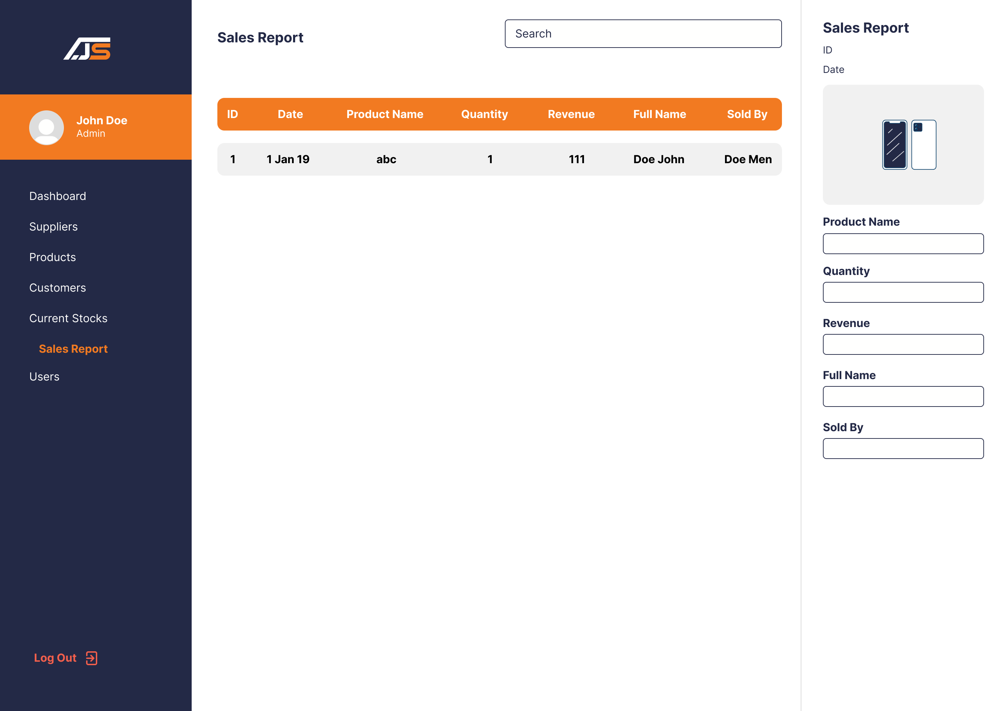 AJS
John Doe
Admin
Dashboard
Suppliers
Products
Customers
Current Stocks
Sales Report
Users
Log Out
Sales Report
Search
ID Date Product Name Quantity Revenue Full Name Sold By
1 1 Jan 19 abc 1 111 Doe John Doe Men
Sales Report
ID
Date
Product Name
Quantity
Revenue
Full Name
Sold By